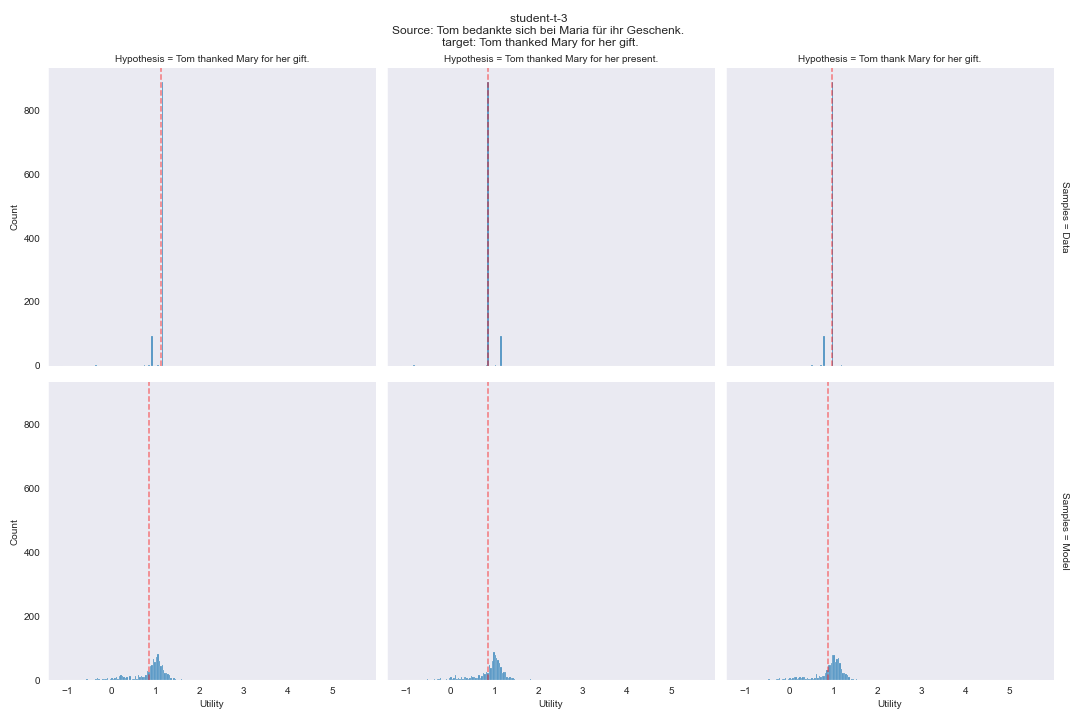 student-t-3
Source: Tom bedankte sich bei Maria für ihr Geschenk.
target: Tom thanked Mary for her gift.
Hypothesis = Tom thanked Mary for her gift.
Hypothesis = Tom thanked Mary for her present.
Hypothesis = Tom thank Mary for her gift.
800
600
400
200
0
Count
Samples = Data
800
600
400
200
0
Count
Samples = Model
−1 0 1 2 3 4 5
−1 0 1 2 3 4 5
−1 0 1 2 3 4 5
Utility
Utility
Utility